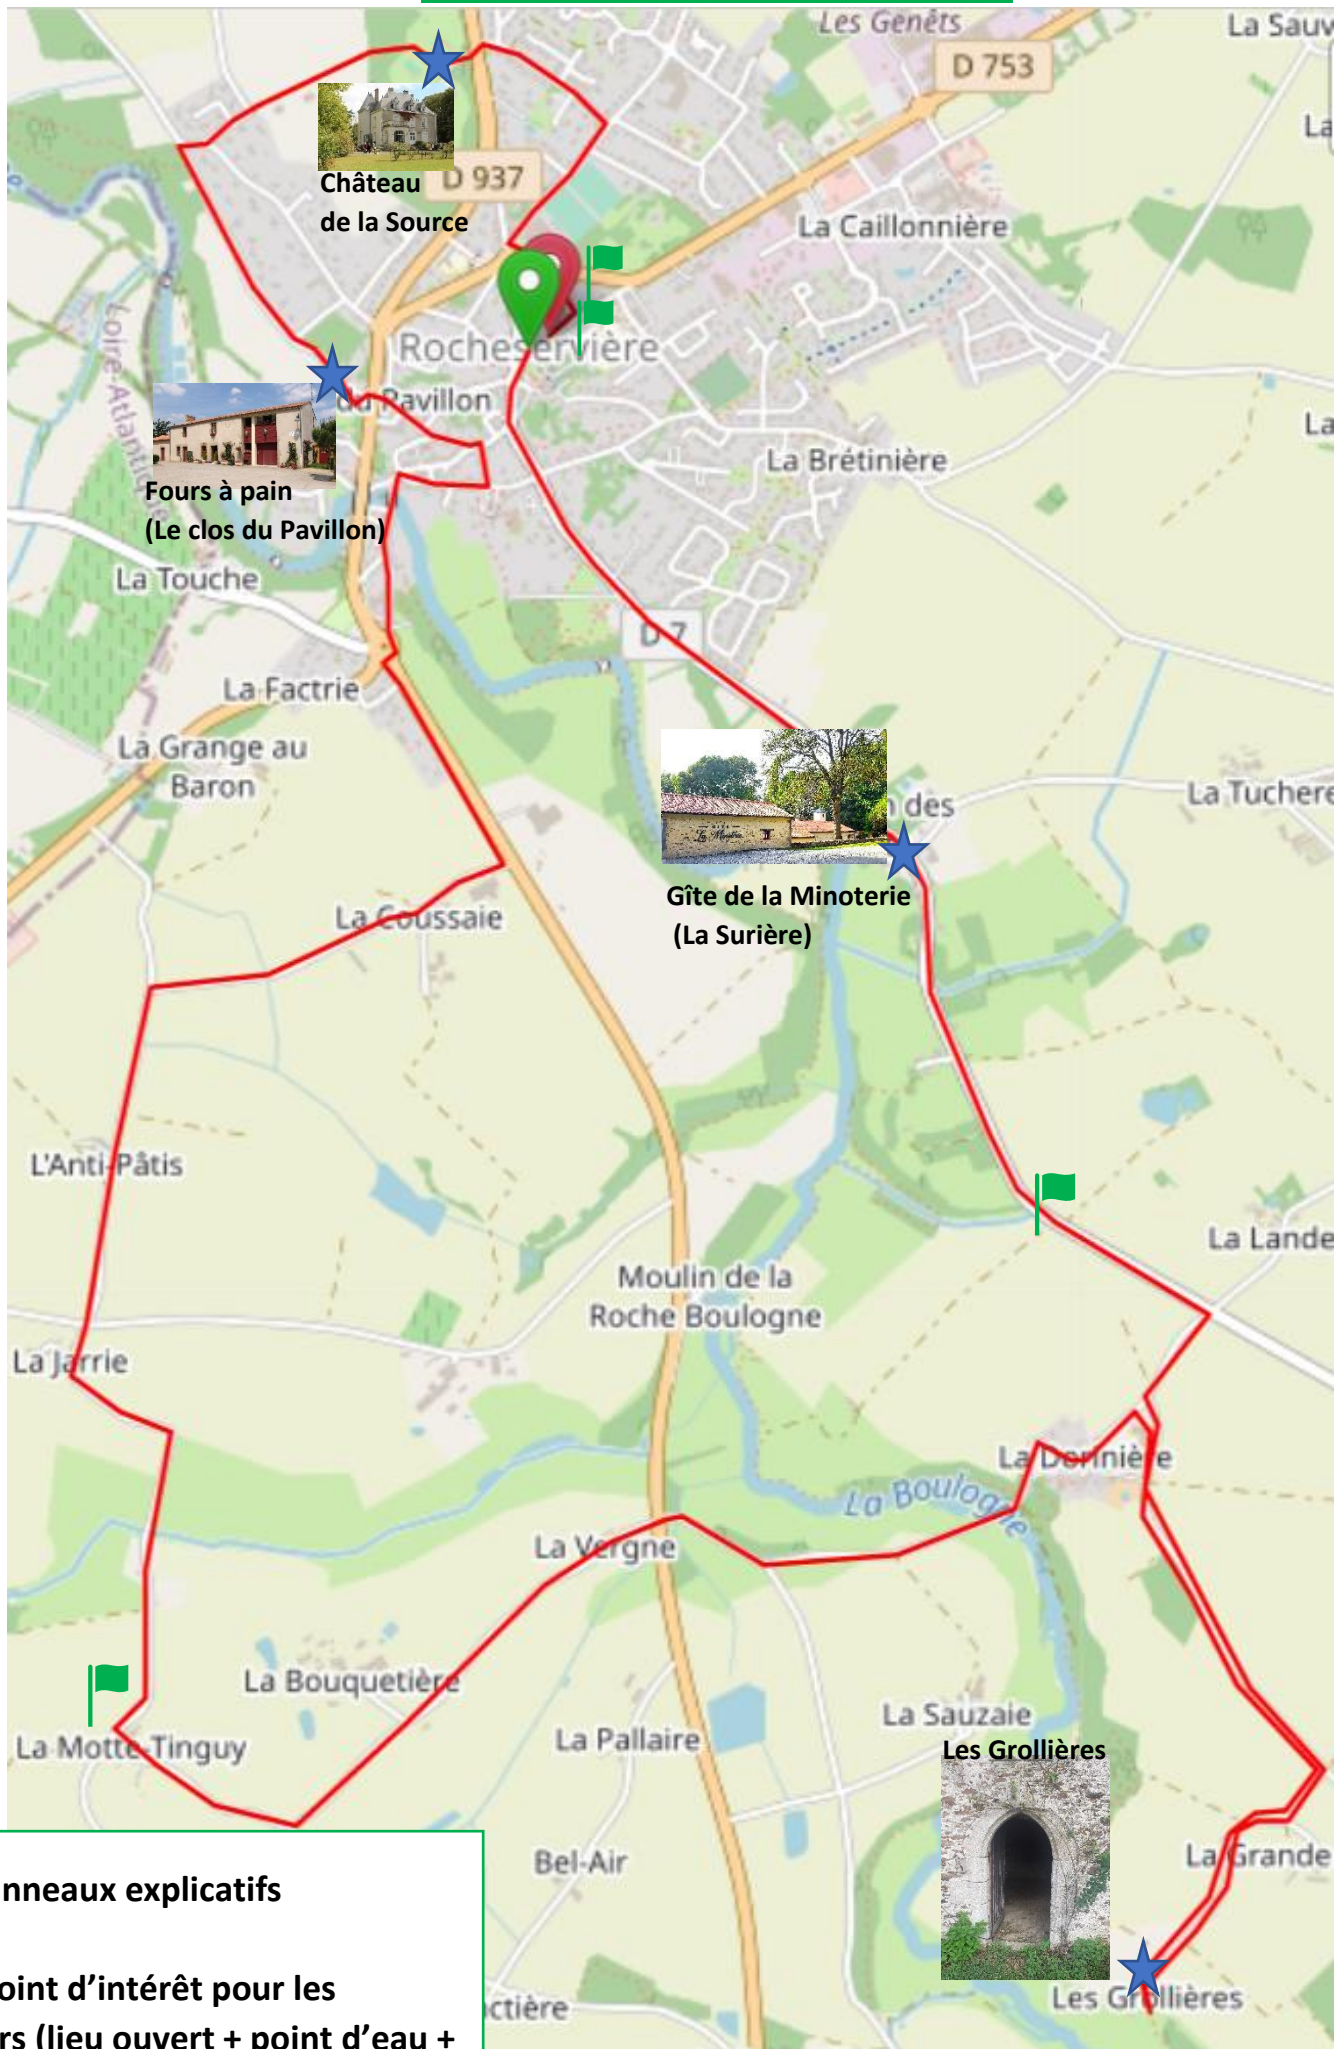 Les Genêts
La Sauv
D 753
La
Château
de la Source
D 937
La Caillonnière
Loire-Atlanti
Rocheservière
du Pavillon
La
La Brétinière
Fours à pain
(Le clos du Pavillon)
La Touche
D 7
La Factrie
La Grange au
Baron
n des
La Tuchere
Gîte de la Minoterie
(La Surière)
La Coussaie
L'Anti-Pâtis
La Lande
Moulin de la
Roche Boulogne
La Jarrie
La Dorinière
La Boulogne
La Vergne
La Bouquetière
La Sauzaie
La Pallaire
La Motte-Tinguy
Les Grollières
Bel-Air
La Grande
nneaux explicatifs
oint d’intérêt pour les
rs (lieu ouvert + point d’eau +
ctière
Les Grollières